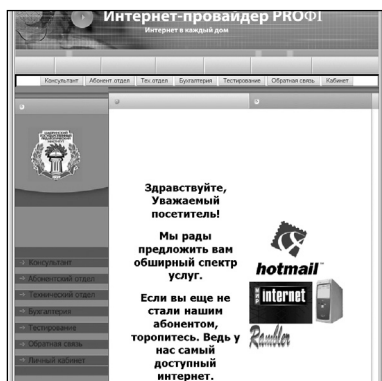 Интернет-провайдер PROФI
Интернет в каждый дом
Консультант Абонент.отдел Тех.отдел Бухгалтерия Тестирование Обратная связь Кабинет
Здравствуйте,
Уважаемый
посетитель!
Мы рады
предложить вам
обширный спектр
услуг.
Если вы еще не
стали нашим
абонентом,
торопитесь. Ведь у
нас самый
доступный
интернет.
hotmail
internet
Rambler
Консультант
Абонентский отдел
Технический отдел
Бухгалтерия
Тестирование
Обратная связь
Личный кабинет